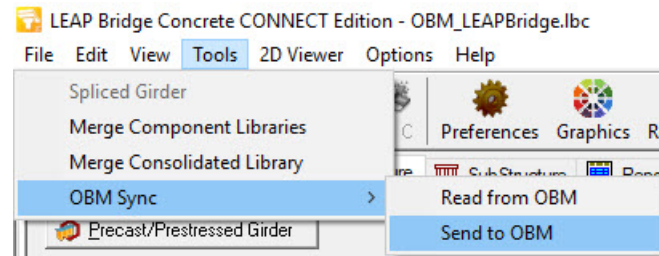 LEAP Bridge Concrete CONNECT Edition - OBM_LEAPBridge.lbc
File Edit View Tools 2D Viewer Options Help
Spliced Girder
Merge Component Libraries
Merge Consolidated Library
OBM Sync >
C Preferences Graphics R
Read from OBM
Send to OBM
Precast/Prestressed Girder